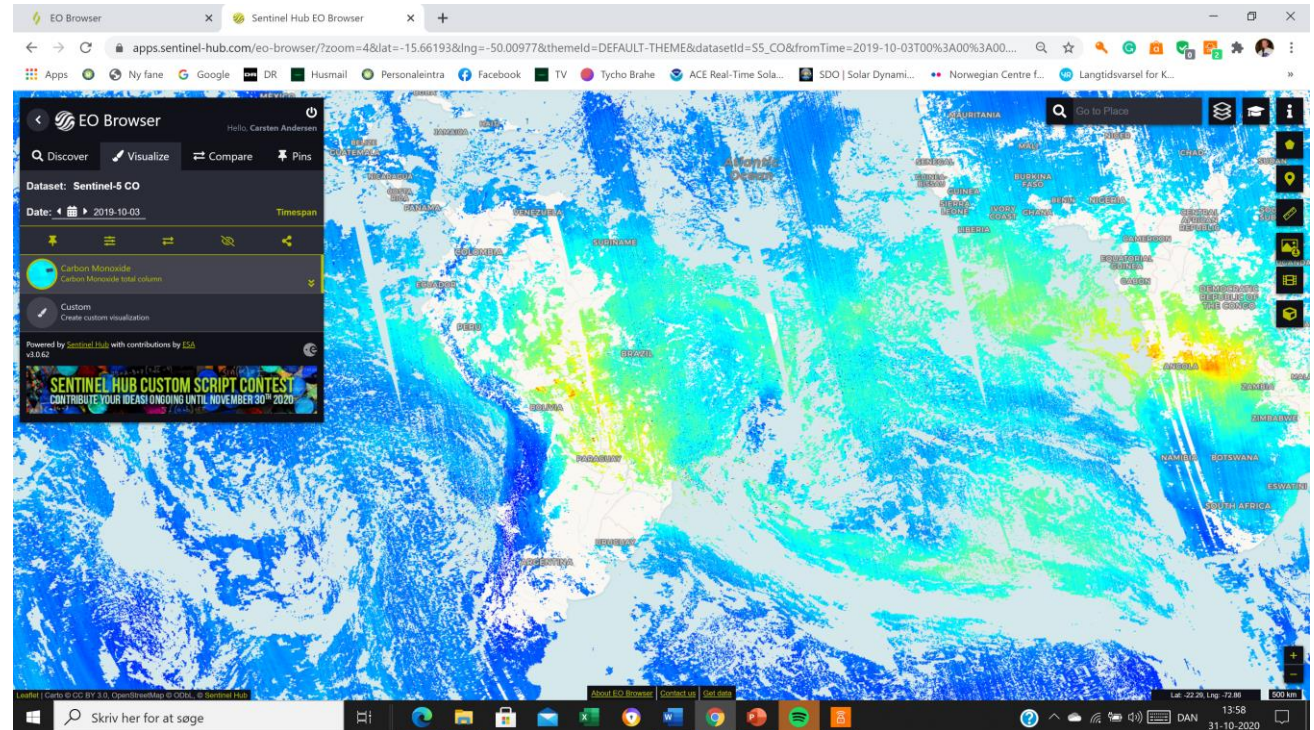 EO Browser
Sentinel Hub EO Browser
apps.sentinel-hub.com/eo-browser/?zoom=4&lat=-15.66193&lng=-50.00977&themeId=DEFAULT-THEME&datasetId=S5_CO&fromTime=2019-10-03T00%3A00%3A00....
Apps Ny fane Google DR Husmail Personaleintra Facebook TV Tycho Brahe ACE Real-Time Sola... SDO | Solar Dynami... Norwegian Centre f... Langtidsvarsel for K... »
EO Browser
Hello, Carsten Andersen
Discover Visualize Compare Pins
Dataset: Sentinel-5 CO
Date: 2019-10-03 Timespan
Carbon Monoxide
Carbon Monoxide total column
Custom
Create custom visualization
Powered by Sentinel Hub with contributions by ESA
v3.0.62
SENTINEL HUB CUSTOM SCRIPT CONTEST
CONTRIBUTE YOUR IDEAS! ONGOING UNTIL NOVEMBER 30TH 2020
Go to Place
MAURITANIA
MALI
NIGER
CHAD
SENEGAL
BURKINA
FASO
GUINEA
SIERRA
LEONE
IVORY
COAST
GHANA
BENIN
NIGERIA
LIBERIA
CENTRAL
AFRICAN
REPUBLIC
CAMEROON
EQUATORIAL
GUINEA
GABON
DEMOCRATIC
REPUBLIC OF
THE CONGO
ANGOLA
ZAMBIA
ZIMBABWE
NAMIBIA
BOTSWANA
ESWATINI
SOUTH AFRICA
Atlantic
Ocean
JAMAICA
NICARAGUA
COSTA
RICA
PANAMA
VENEZUELA
SURINAME
COLOMBIA
ECUADOR
PERU
BRAZIL
BOLIVIA
PARAGUAY
URUGUAY
ARGENTINA
Leaflet | Carto © CC BY 3.0, OpenStreetMap © ODbL, © Sentinel Hub
About EO Browser Contact us Get data
Lat: -22.29, Lng: -72.86
500 km
Skriv her for at søge
DAN
13:58
31-10-2020